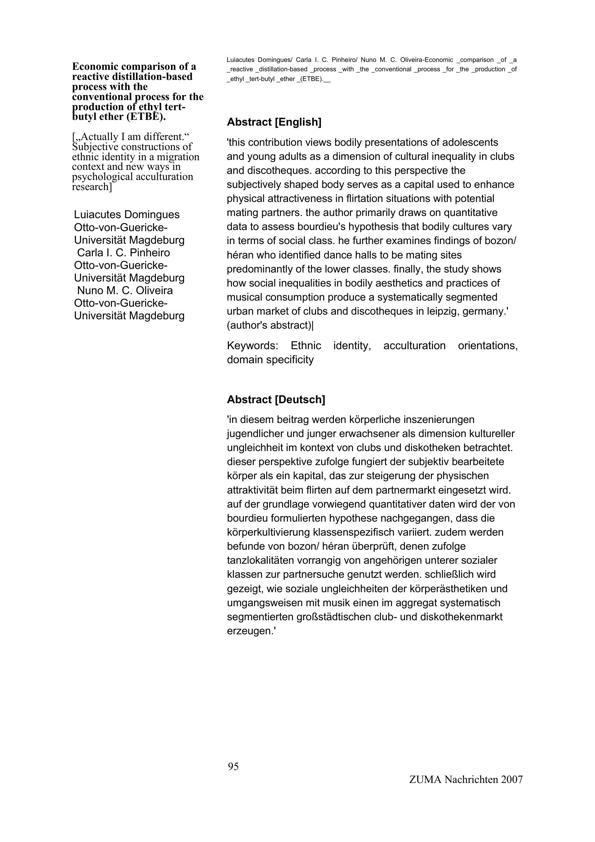 Economic comparison of a
reactive distillation-based
process with the
conventional process for the
production of ethyl tert-
butyl ether (ETBE).
[„Actually I am different.“
Subjective constructions of
ethnic identity in a migration
context and new ways in
psychological acculturation
research]
Luiacutes Domingues
Otto-von-Guericke-
Universität Magdeburg
Carla I. C. Pinheiro
Otto-von-Guericke-
Universität Magdeburg
Nuno M. C. Oliveira
Otto-von-Guericke-
Universität Magdeburg
Luiacutes Domingues/ Carla I. C. Pinheiro/ Nuno M. C. Oliveira-Economic _comparison _of _a
_reactive _distillation-based _process _with _the _conventional _process _for _the _production _of
_ethyl _tert-butyl _ether _(ETBE).__
Abstract [English]
'this contribution views bodily presentations of adolescents
and young adults as a dimension of cultural inequality in clubs
and discotheques. according to this perspective the
subjectively shaped body serves as a capital used to enhance
physical attractiveness in flirtation situations with potential
mating partners. the author primarily draws on quantitative
data to assess bourdieu's hypothesis that bodily cultures vary
in terms of social class. he further examines findings of bozon/
héran who identified dance halls to be mating sites
predominantly of the lower classes. finally, the study shows
how social inequalities in bodily aesthetics and practices of
musical consumption produce a systematically segmented
urban market of clubs and discotheques in leipzig, germany.'
(author's abstract)|
Keywords: Ethnic identity, acculturation orientations,
domain specificity
Abstract [Deutsch]
'in diesem beitrag werden körperliche inszenierungen
jugendlicher und junger erwachsener als dimension kultureller
ungleichheit im kontext von clubs und diskotheken betrachtet.
dieser perspektive zufolge fungiert der subjektiv bearbeitete
körper als ein kapital, das zur steigerung der physischen
attraktivität beim flirten auf dem partnermarkt eingesetzt wird.
auf der grundlage vorwiegend quantitativer daten wird der von
bourdieu formulierten hypothese nachgegangen, dass die
körperkultivierung klassenspezifisch variiert. zudem werden
befunde von bozon/ héran überprüft, denen zufolge
tanzlokalitäten vorrangig von angehörigen unterer sozialer
klassen zur partnersuche genutzt werden. schließlich wird
gezeigt, wie soziale ungleichheiten der körperästhetiken und
umgangsweisen mit musik einen im aggregat systematisch
segmentierten großstädtischen club- und diskothekenmarkt
erzeugen.'
95
ZUMA Nachrichten 2007